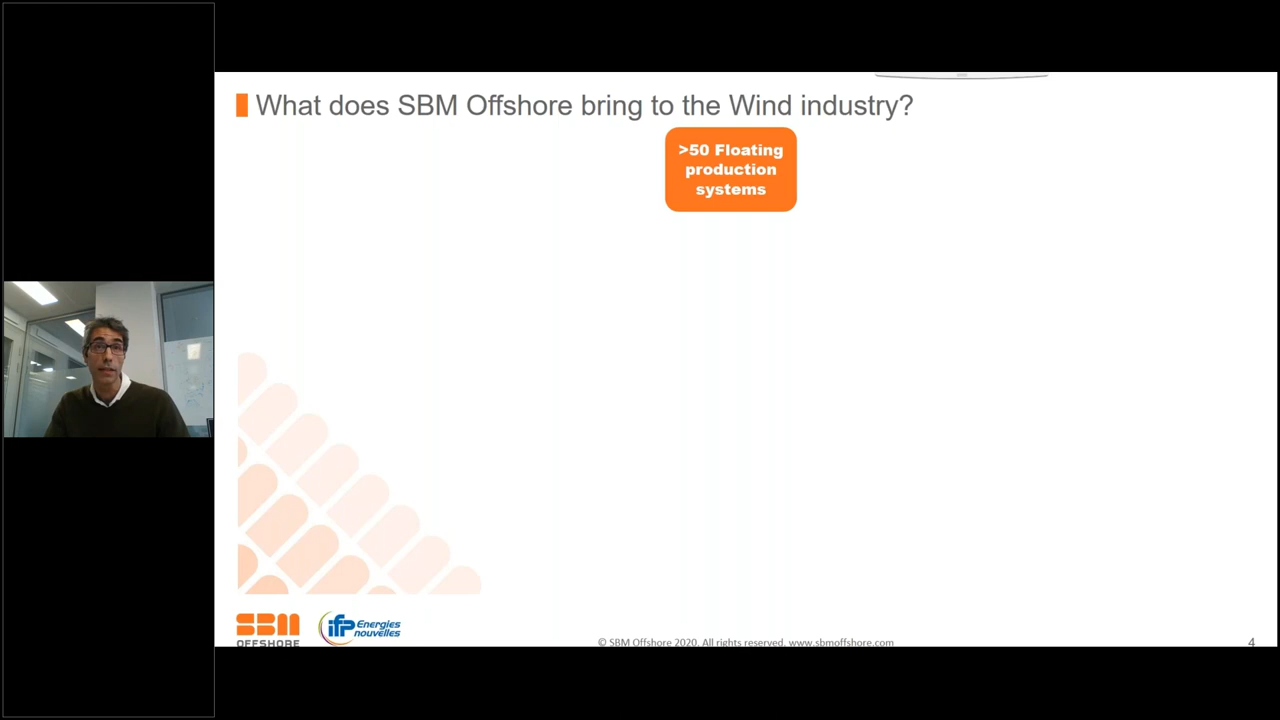 What does SBM Offshore bring to the Wind industry?
>50 Floating
production
systems
SBM
OFFSHORE
ifp Energies
nouvelles
© SBM Offshore 2020. All rights reserved. www.sbmoffshore.com
4